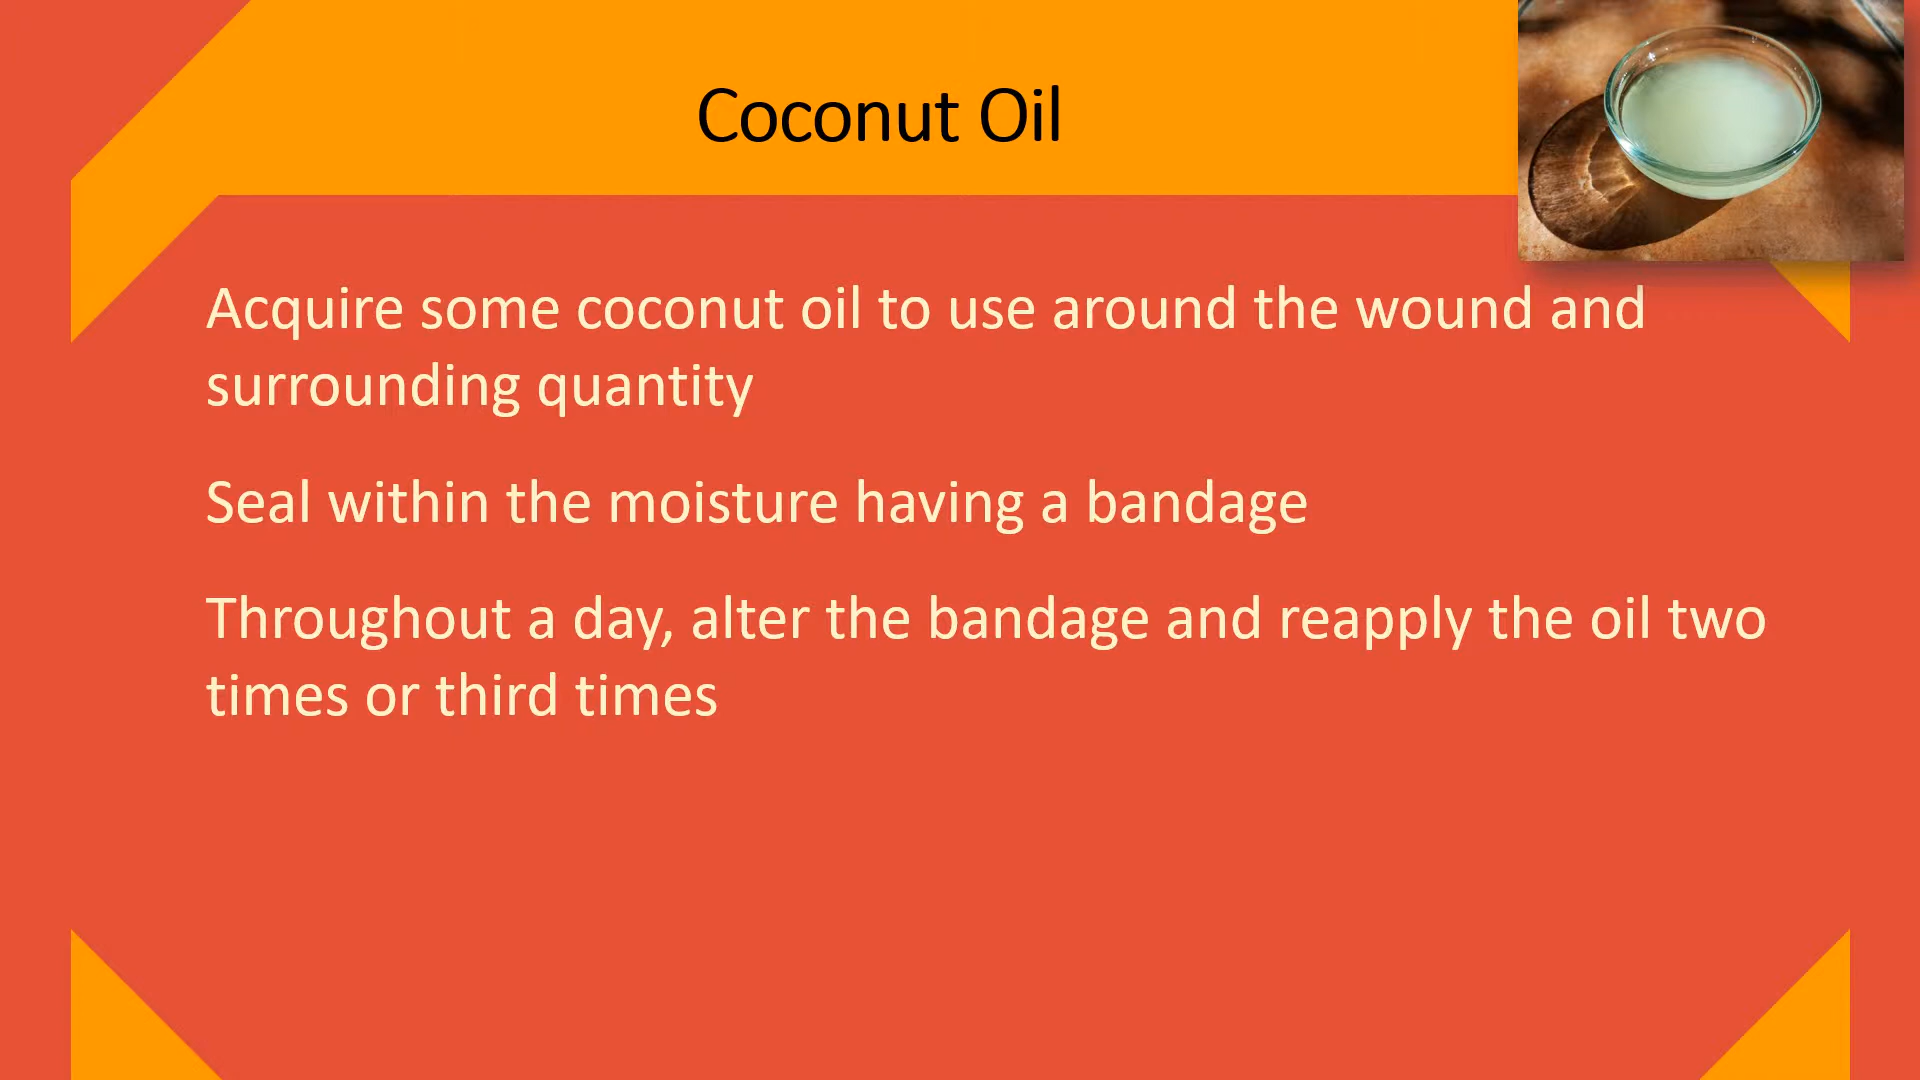 Coconut Oil
Acquire some coconut oil to use around the wound and
surrounding quantity
Seal within the moisture having a bandage
Throughout a day, alter the bandage and reapply the oil two
times or third times